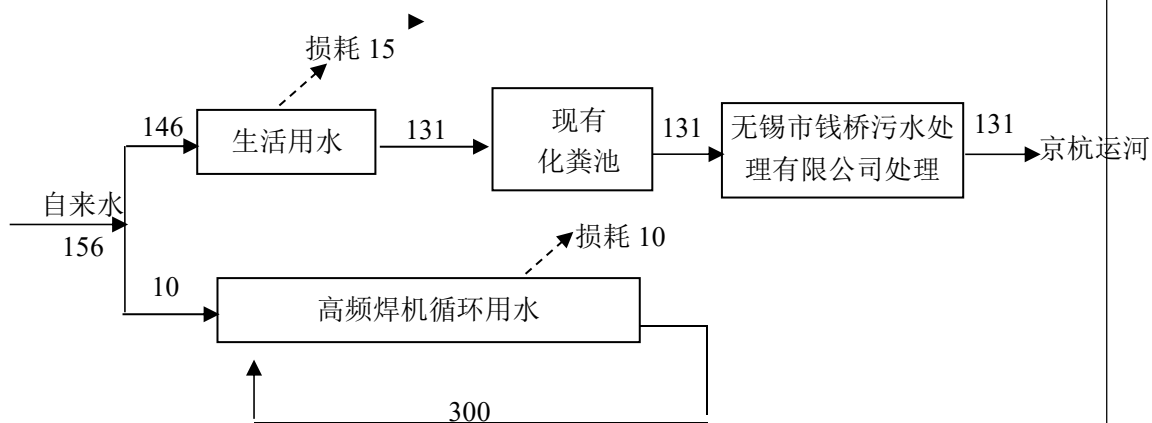 损耗 15
146
生活用水
131
现有
化粪池
131
无锡市钱桥污水处
理有限公司处理
131
京杭运河
自来水
156
损耗 10
10
高频焊机循环用水
300